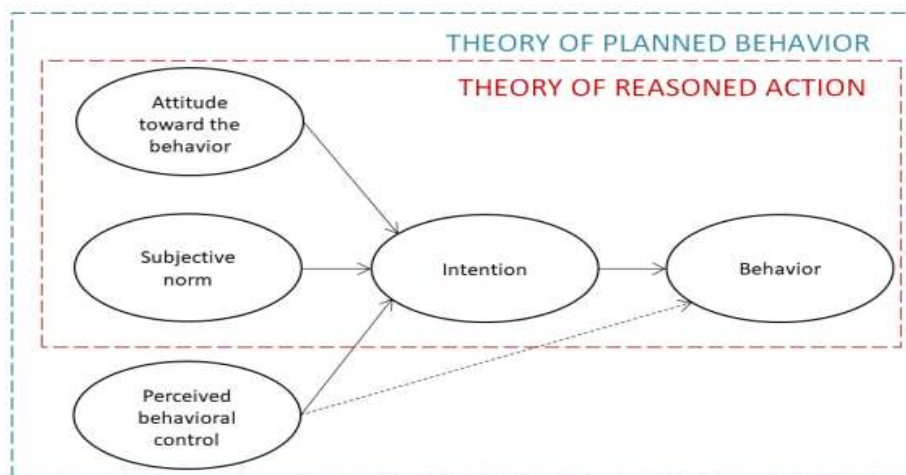 THEORY OF PLANNED BEHAVIOR
THEORY OF REASONED ACTION
Attitude
toward the
behavior
Subjective
norm
Intention
Behavior
Perceived
behavioral
control